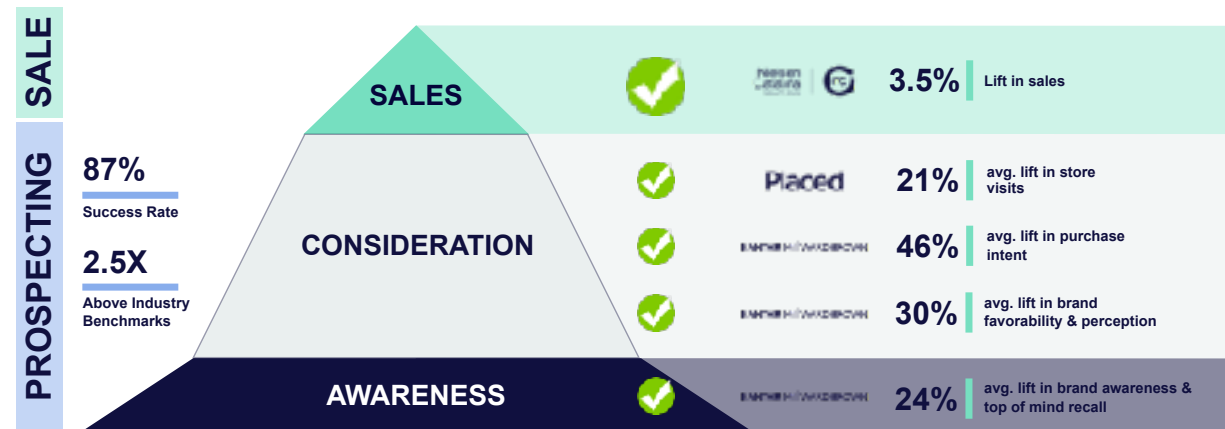 SALE
SALES
3.5%
Lift in sales
PROSPECTING
87%
Success Rate
2.5X
Above Industry
Benchmarks
CONSIDERATION
Placed
21%
avg. lift in store
visits
46%
avg. lift in purchase
intent
30%
avg. lift in brand
favorability & perception
AWARENESS
24%
avg. lift in brand awareness &
top of mind recall